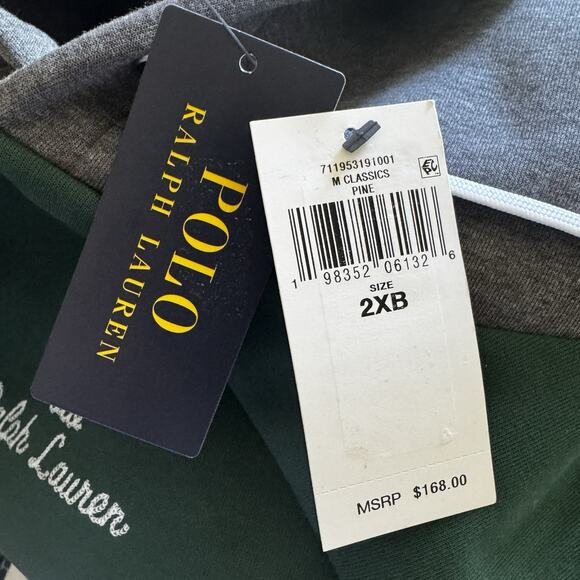 POLO
RALPH LAUREN
711953191001
M CLASSICS
PINE
1 98352 06132 6
SIZE
2XB
MSRP $168.00
Ralph Lauren